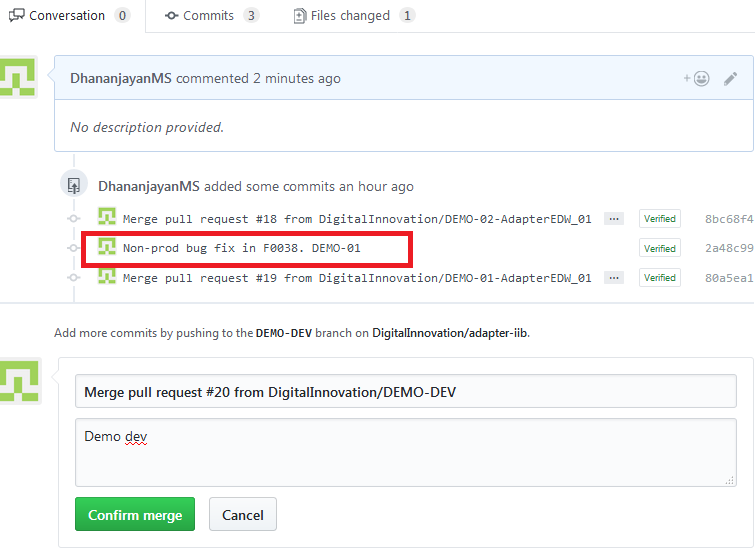 Conversation 0 Commits 3 Files changed 1
DhananjayanMS commented 2 minutes ago
No description provided.
DhananjayanMS added some commits an hour ago
Merge pull request #18 from DigitalInnovation/DEMO-02-AdapterEDW_01 ... Verified 8bc68f4
Non-prod bug fix in F0038. DEMO-01 Verified 2a48c99
Merge pull request #19 from DigitalInnovation/DEMO-01-AdapterEDW_01 ... Verified 80a5ea1
Add more commits by pushing to the DEMO-DEV branch on DigitalInnovation/adapter-iib.
Merge pull request #20 from DigitalInnovation/DEMO-DEV
Demo dev
Confirm merge Cancel